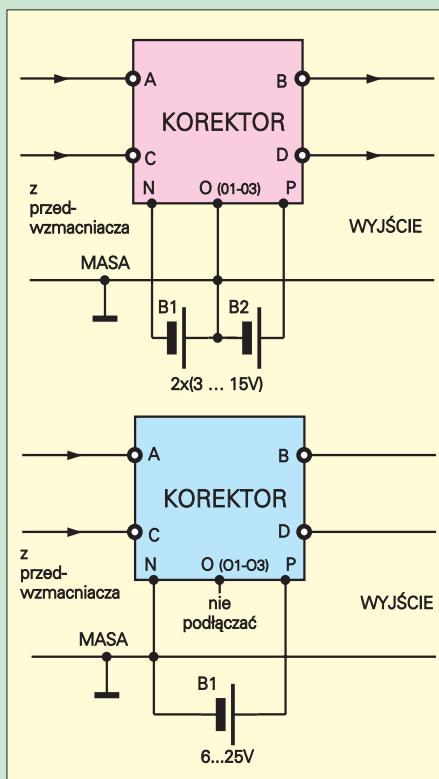 A
B
KOREKTOR
C
D
N
O (01-03)
P
z
przed-
wzmacniacza
WYJŚCIE
MASA
B1
B2
2x(3 ... 15V)
A
B
KOREKTOR
C
D
N
O (O1-O3)
P
z
przed-
wzmacniacza
nie
podłączać
WYJŚCIE
MASA
B1
6...25V